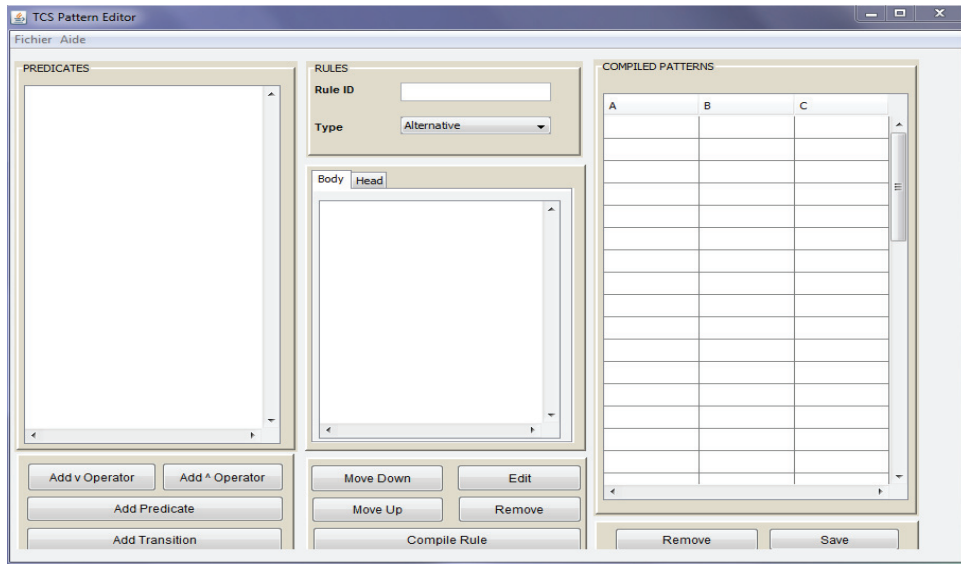 TCS Pattern Editor
Fichier Aide
PREDICATES
Add v Operator Add ^ Operator
Add Predicate
Add Transition
RULES
Rule ID
Type Alternative
Body Head
Move Down Edit
Move Up Remove
Compile Rule
COMPILED PATTERNS
A B C
Remove Save